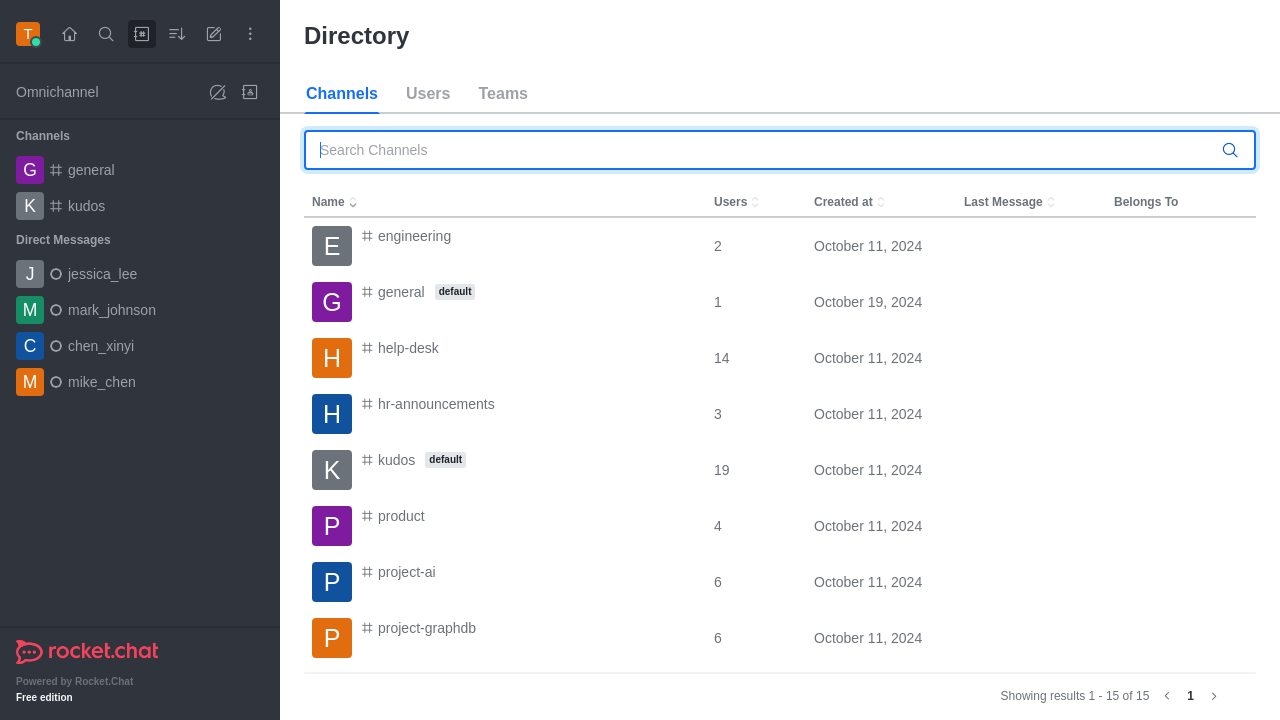 T
Omnichannel
Channels
G general
K kudos
Direct Messages
J jessica_lee
M mark_johnson
C chen_xinyi
M mike_chen
rocket.chat
Powered by Rocket.Chat
Free edition
Directory
Channels Users Teams
Search Channels
Name Users Created at Last Message Belongs To
E engineering 2 October 11, 2024
G general default 1 October 19, 2024
H help-desk 14 October 11, 2024
H hr-announcements 3 October 11, 2024
K kudos default 19 October 11, 2024
P product 4 October 11, 2024
P project-ai 6 October 11, 2024
P project-graphdb 6 October 11, 2024
Showing results 1 - 15 of 15 1